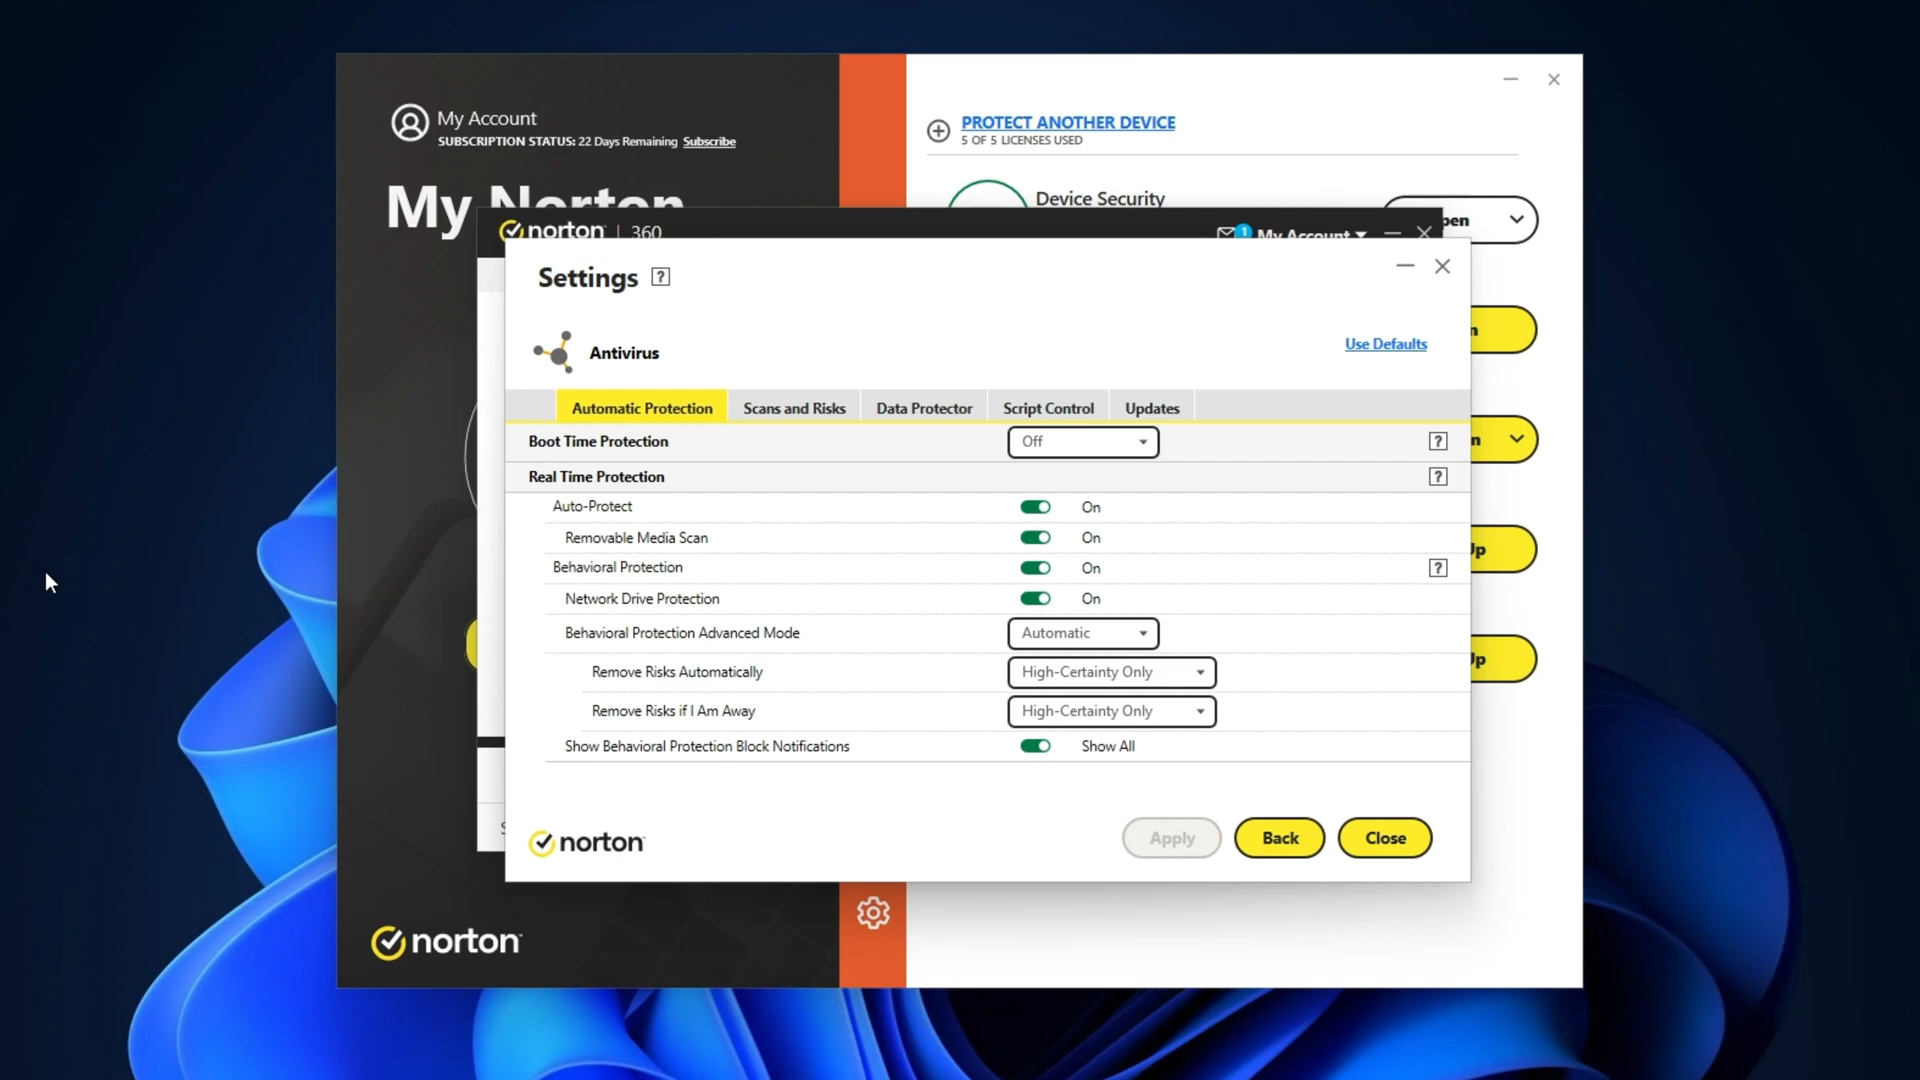 My Account
SUBSCRIPTION STATUS: 22 Days Remaining Subscribe
My Norton
PROTECT ANOTHER DEVICE
5 OF 5 LICENSES USED
Device Security
norton | 360
1 My Account
Settings ?
Antivirus
Use Defaults
Automatic Protection Scans and Risks Data Protector Script Control Updates
Boot Time Protection Off ?
Real Time Protection ?
Auto-Protect On
Removable Media Scan On
Behavioral Protection On ?
Network Drive Protection On
Behavioral Protection Advanced Mode Automatic
Remove Risks Automatically High-Certainty Only
Remove Risks if I Am Away High-Certainty Only
Show Behavioral Protection Block Notifications Show All
norton
Apply Back Close
norton